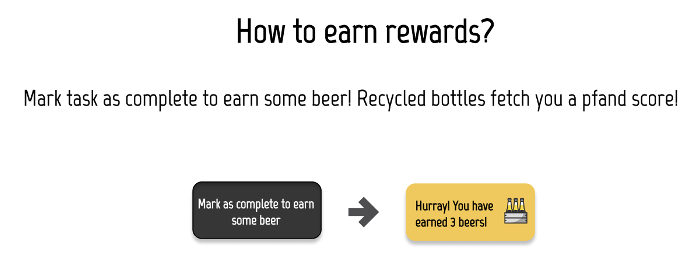 How to earn rewards?
Mark task as complete to earn some beer! Recycled bottles fetch you a pfand score!
Mark as complete to earn
some beer
Hurray! You have
earned 3 beers!